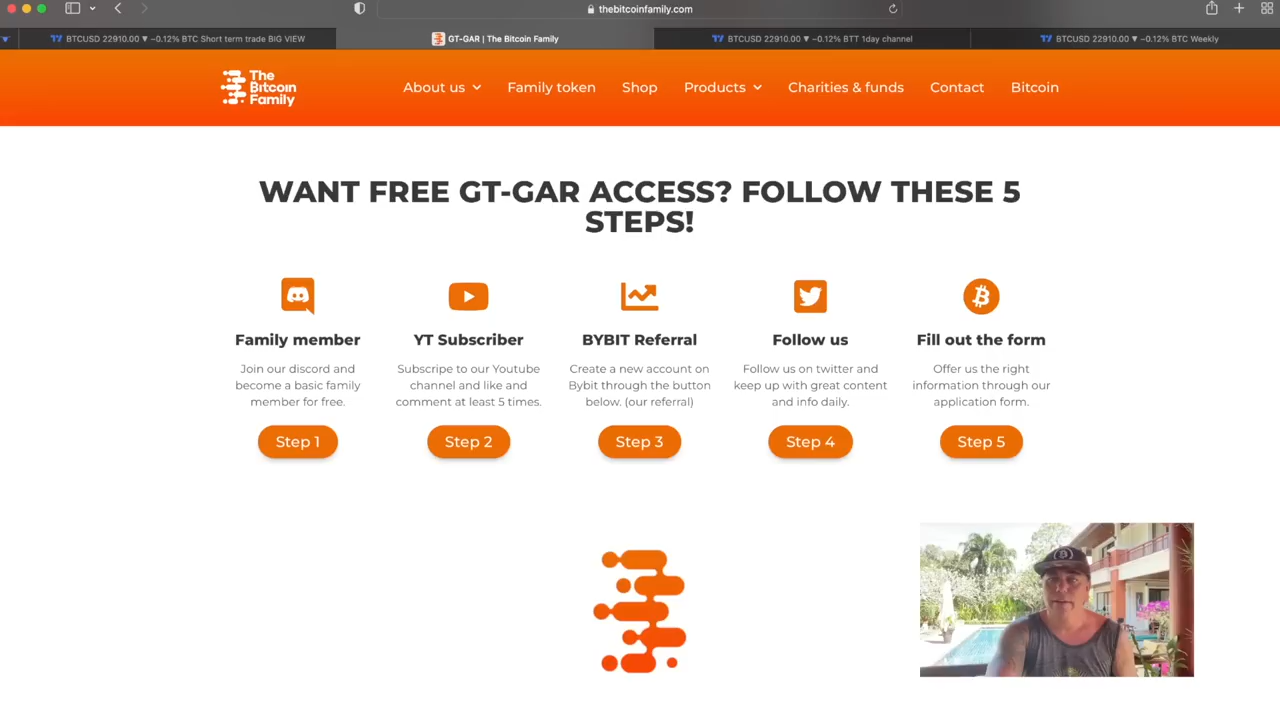 thebitcoinfamily.com
BTCUSD 22910.00 ▼ −0.12% BTC Short term trade BIG VIEW
GT-GAR | The Bitcoin Family
BTCUSD 22910.00 ▼ −0.12% BTT 1day channel
BTCUSD 22910.00 ▼ −0.12% BTC Weekly
The
Bitcoin
Family
About us
Family token
Shop
Products
Charities & funds
Contact
Bitcoin
WANT FREE GT-GAR ACCESS? FOLLOW THESE 5
STEPS!
Family member
Join our discord and
become a basic family
member for free.
Step 1
YT Subscriber
Subscripe to our Youtube
channel and like and
comment at least 5 times.
Step 2
BYBIT Referral
Create a new account on
Bybit through the button
below. (our referral)
Step 3
Follow us
Follow us on twitter and
keep up with great content
and info daily.
Step 4
Fill out the form
Offer us the right
information through our
application form.
Step 5